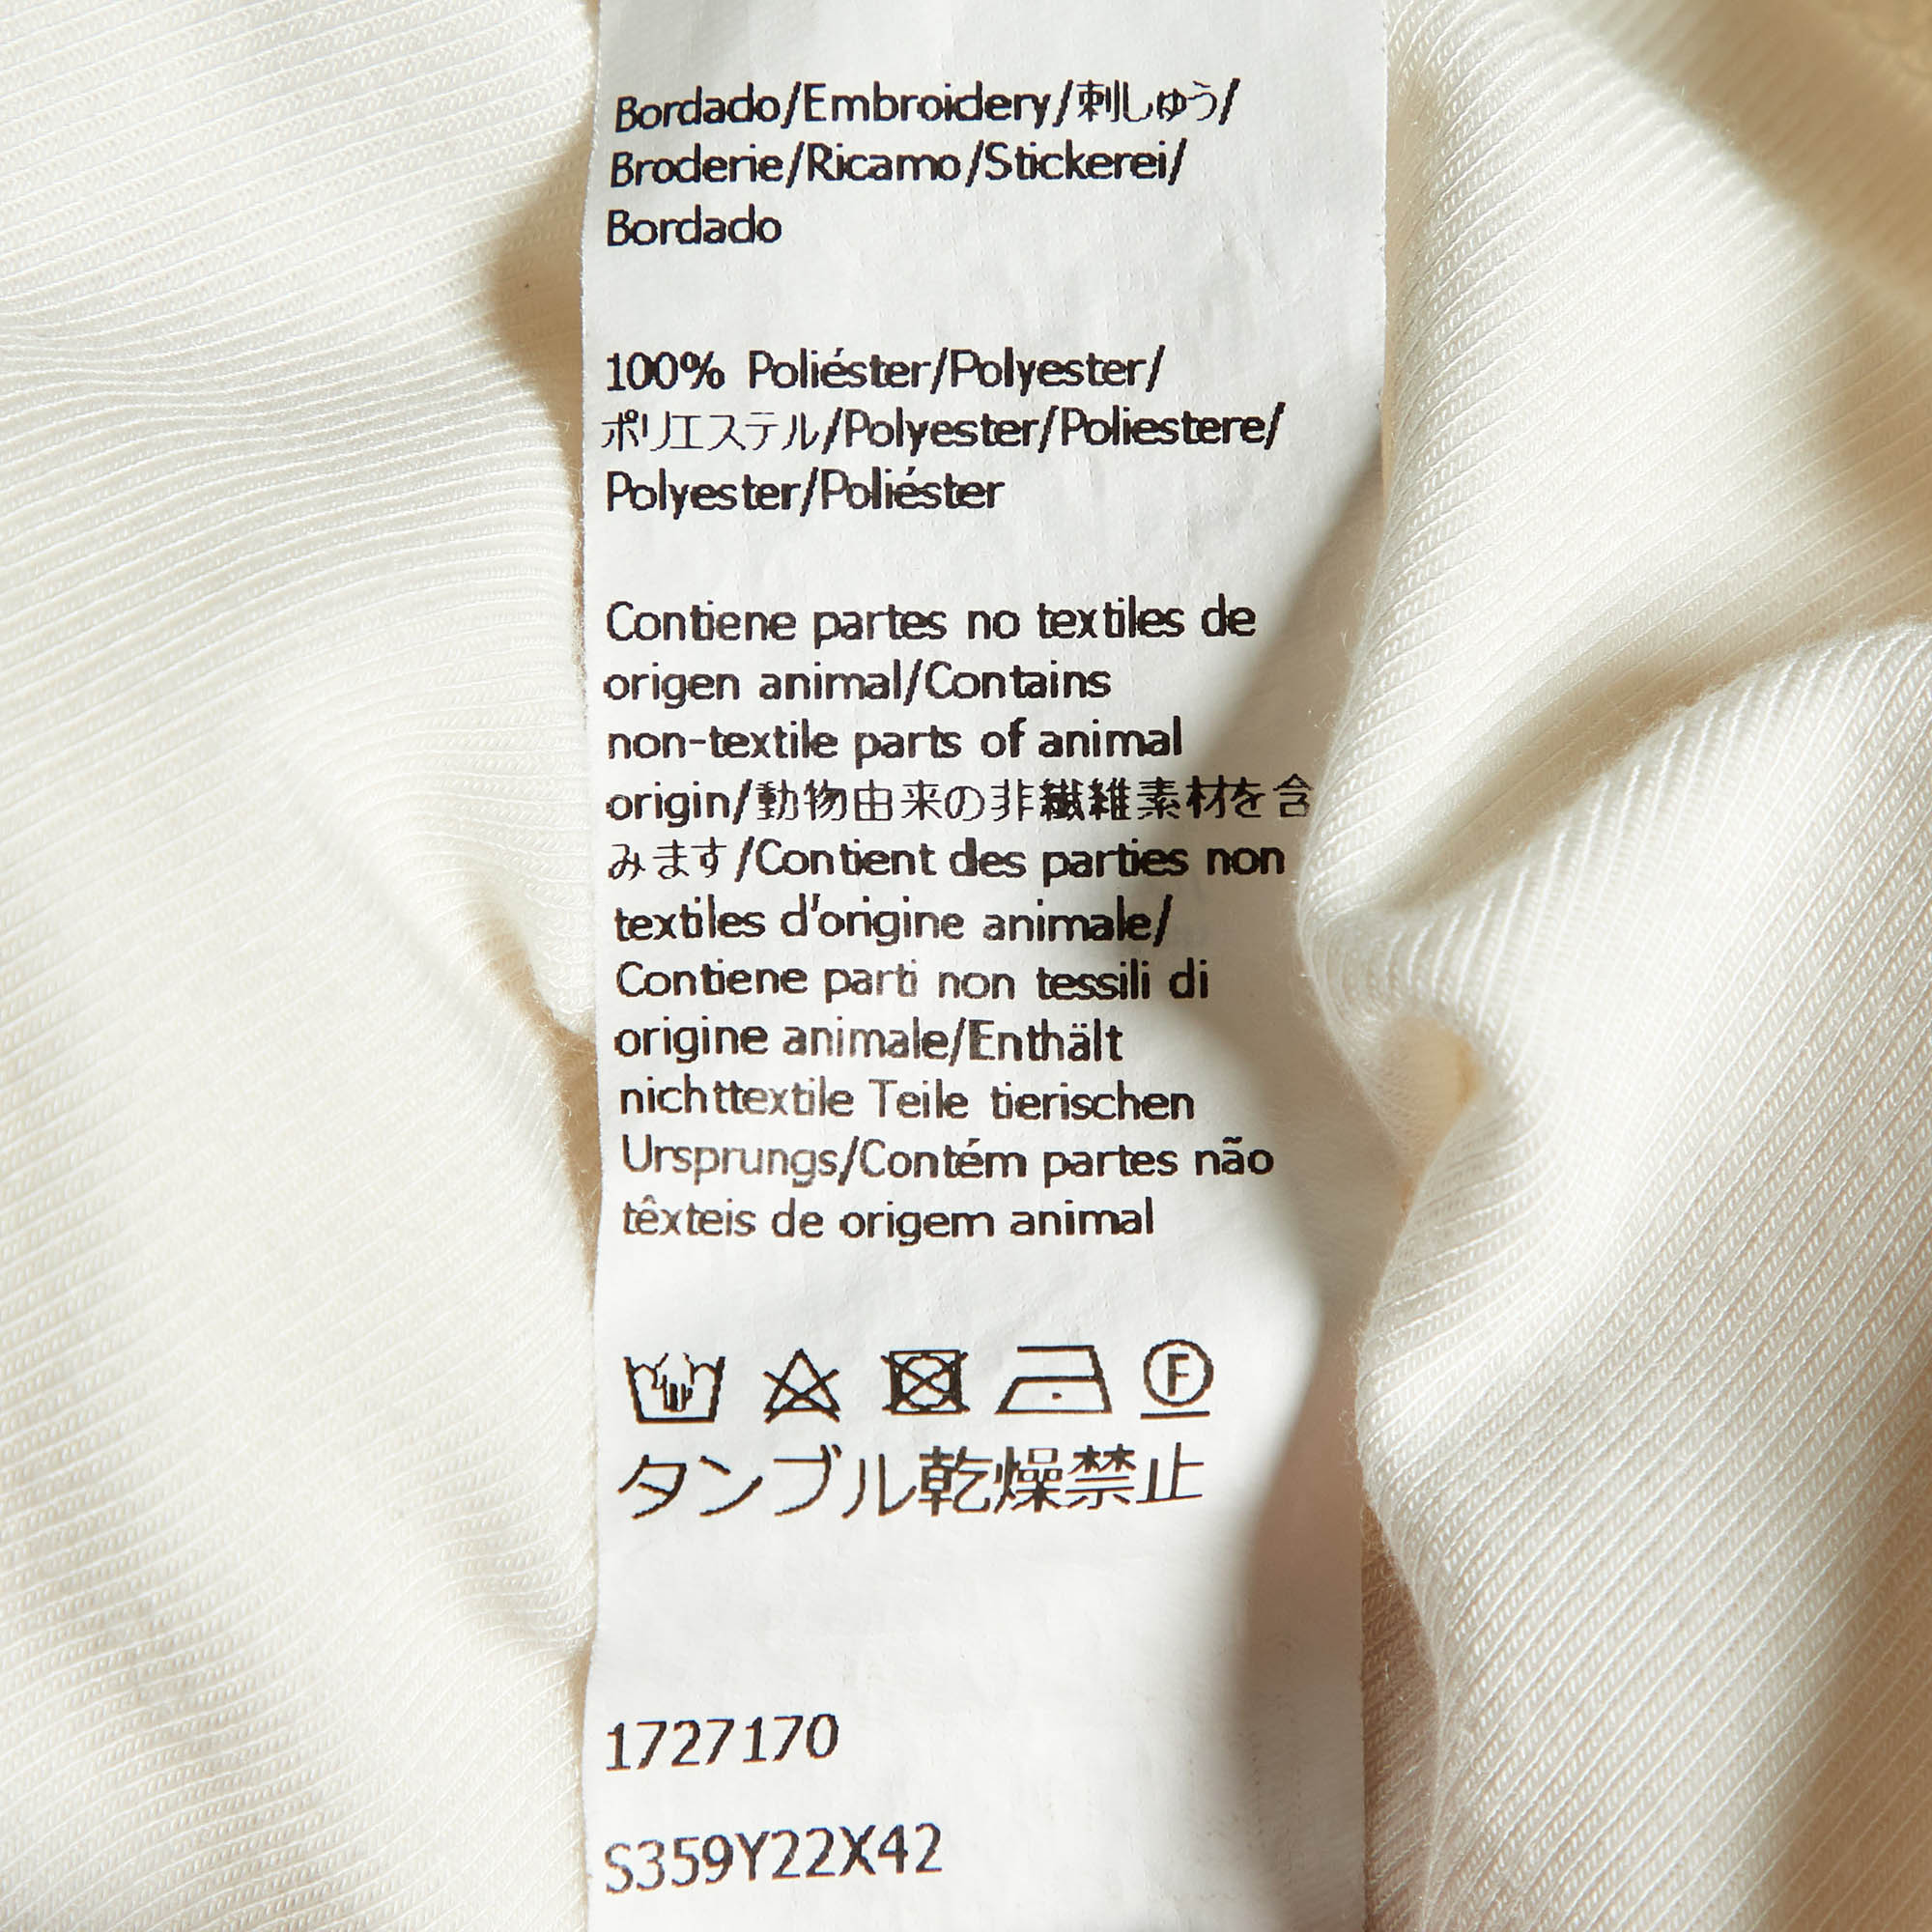 Bordado/Embroidery/刺しゅう/
Broderie/Ricamo/Stickerei/
Bordado
100% Poliéster/Polyester/
ポリエステル/Polyester/Poliestere/
Polyester/Poliéster
Contiene partes no textiles de
origen animal/Contains
non-textile parts of animal
origin/動物由来の非繊維素材を含
みます/Contient des parties non
textiles d'origine animale/
Contiene parti non tessili di
origine animale/Enthält
nichttextile Teile tierischen
Ursprungs/Contém partes não
têxteis de origem animal
F
タンブル乾燥禁止
1727170
S359Y22X42